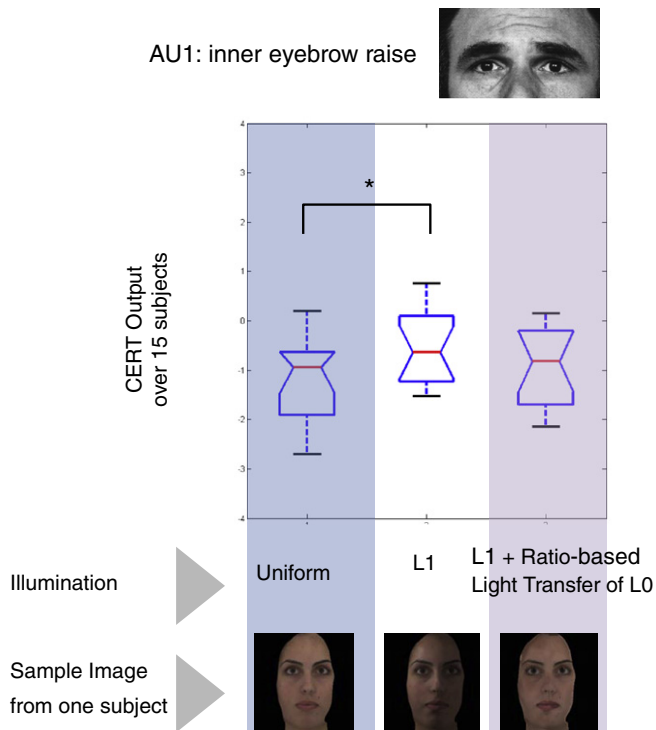 AU1: inner eyebrow raise
4
3
2
*
1
0
-1
-2
-3
-4
CERT Output
over 15 subjects
Illumination
Uniform
L1
L1 + Ratio-based
Light Transfer of L0
Sample Image
from one subject